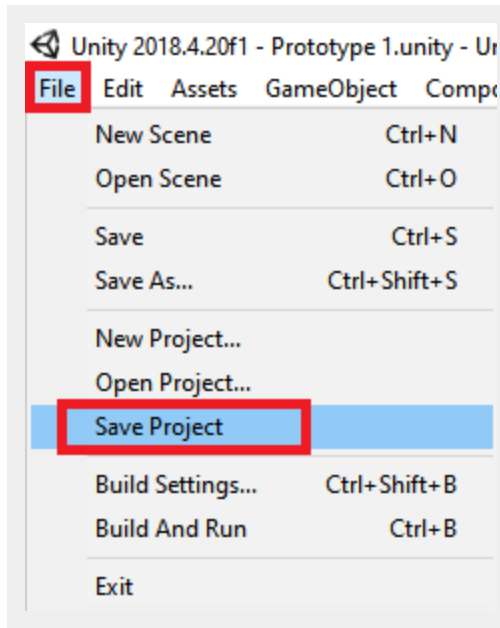 Unity 2018.4.20f1 - Prototype 1.unity - Un
File Edit Assets GameObject Compo
New Scene Ctrl+N
Open Scene Ctrl+O
Save Ctrl+S
Save As... Ctrl+Shift+S
New Project...
Open Project...
Save Project
Build Settings... Ctrl+Shift+B
Build And Run Ctrl+B
Exit